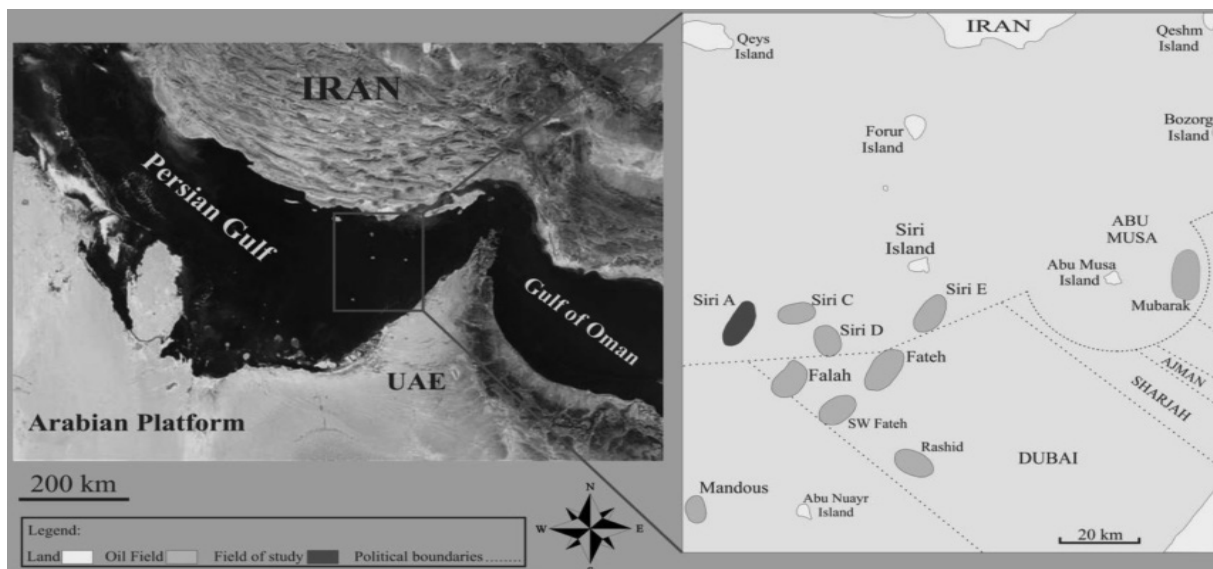 IRAN
Persian Gulf
Gulf of Oman
UAE
Arabian Platform
200 km
N
W
E
Legend:
Land
Oil Field
Field of study
Political boundaries
IRAN
Qeys
Island
Qeshm
Island
Forur
Island
Bozorg
Island
Siri
Island
ABU
MUSA
Abu Musa
Island
Mubarak
Siri A
Siri C
Siri D
Siri E
Fateh
Falah
SW Fateh
Rashid
AJMAN
SHARJAH
DUBAI
Mandous
Abu Nuayr
Island
20 km